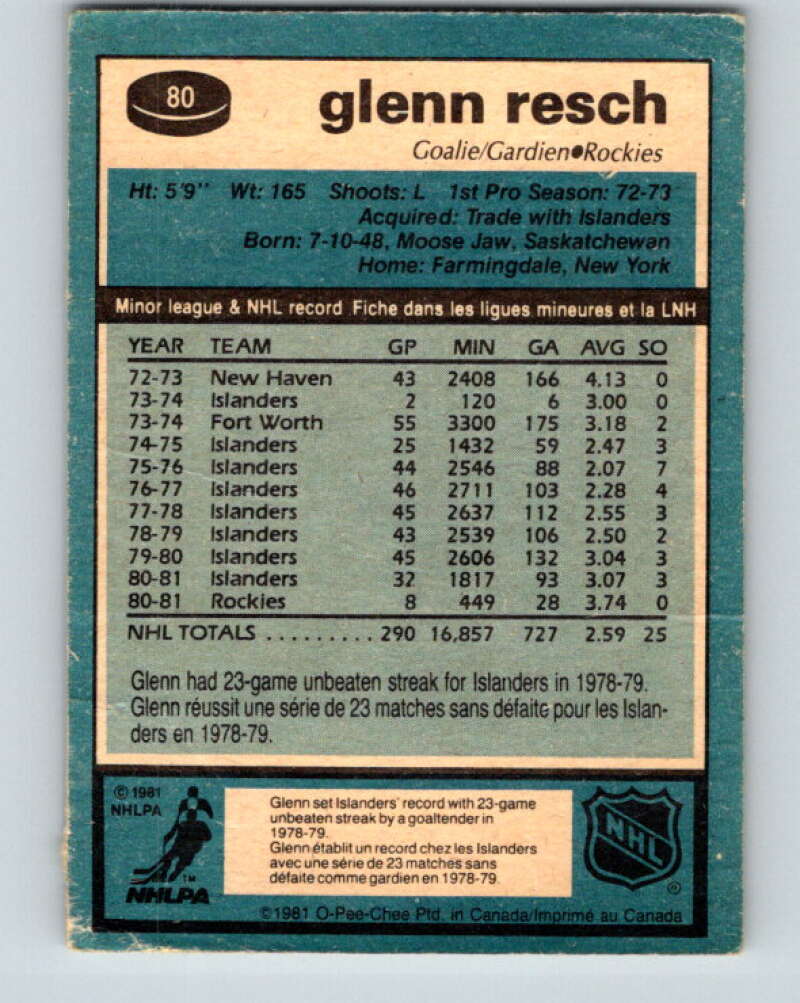 80
glenn resch
Goalie/Gardien●Rockies
Ht: 5'9" Wt: 165 Shoots: L 1st Pro Season: 72-73
Acquired: Trade with Islanders
Born: 7-10-48, Moose Jaw, Saskatchewan
Home: Farmingdale, New York
Minor league & NHL record Fiche dans les ligues mineures et la LNH
YEAR TEAM GP MIN GA AVG SO
72-73 New Haven 43 2408 166 4.13 0
73-74 Islanders 2 120 6 3.00 0
73-74 Fort Worth 55 3300 175 3.18 2
74-75 Islanders 25 1432 59 2.47 3
75-76 Islanders 44 2546 88 2.07 7
76-77 Islanders 46 2711 103 2.28 4
77-78 Islanders 45 2637 112 2.55 3
78-79 Islanders 43 2539 106 2.50 2
79-80 Islanders 45 2606 132 3.04 3
80-81 Islanders 32 1817 93 3.07 3
80-81 Rockies 8 449 28 3.74 0
NHL TOTALS ......... 290 16,857 727 2.59 25
Glenn had 23-game unbeaten streak for Islanders in 1978-79.
Glenn réussit une série de 23 matches sans défaite pour les Islan-
ders en 1978-79.
© 1981
NHLPA
TM
NHLPA
Glenn set Islanders' record with 23-game
unbeaten streak by a goaltender in
1978-79.
Glenn établit un record chez les Islanders
avec une série de 23 matches sans
défaite comme gardien en 1978-79.
NHL
®
©1981 O-Pee-Chee Ptd. in Canada/Imprimé au Canada